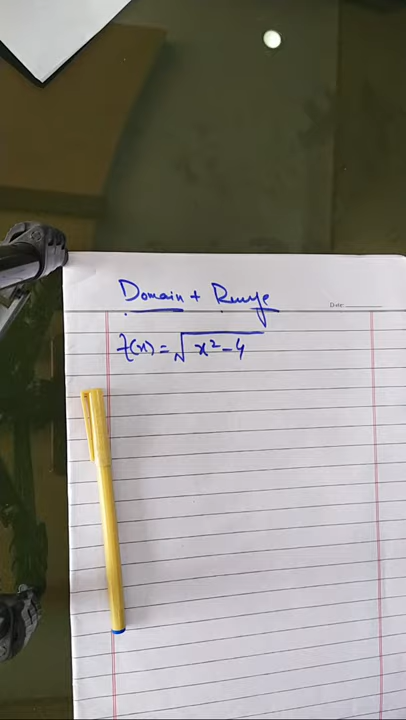 Domain + Range
Date:
f(x) = √x² - 4